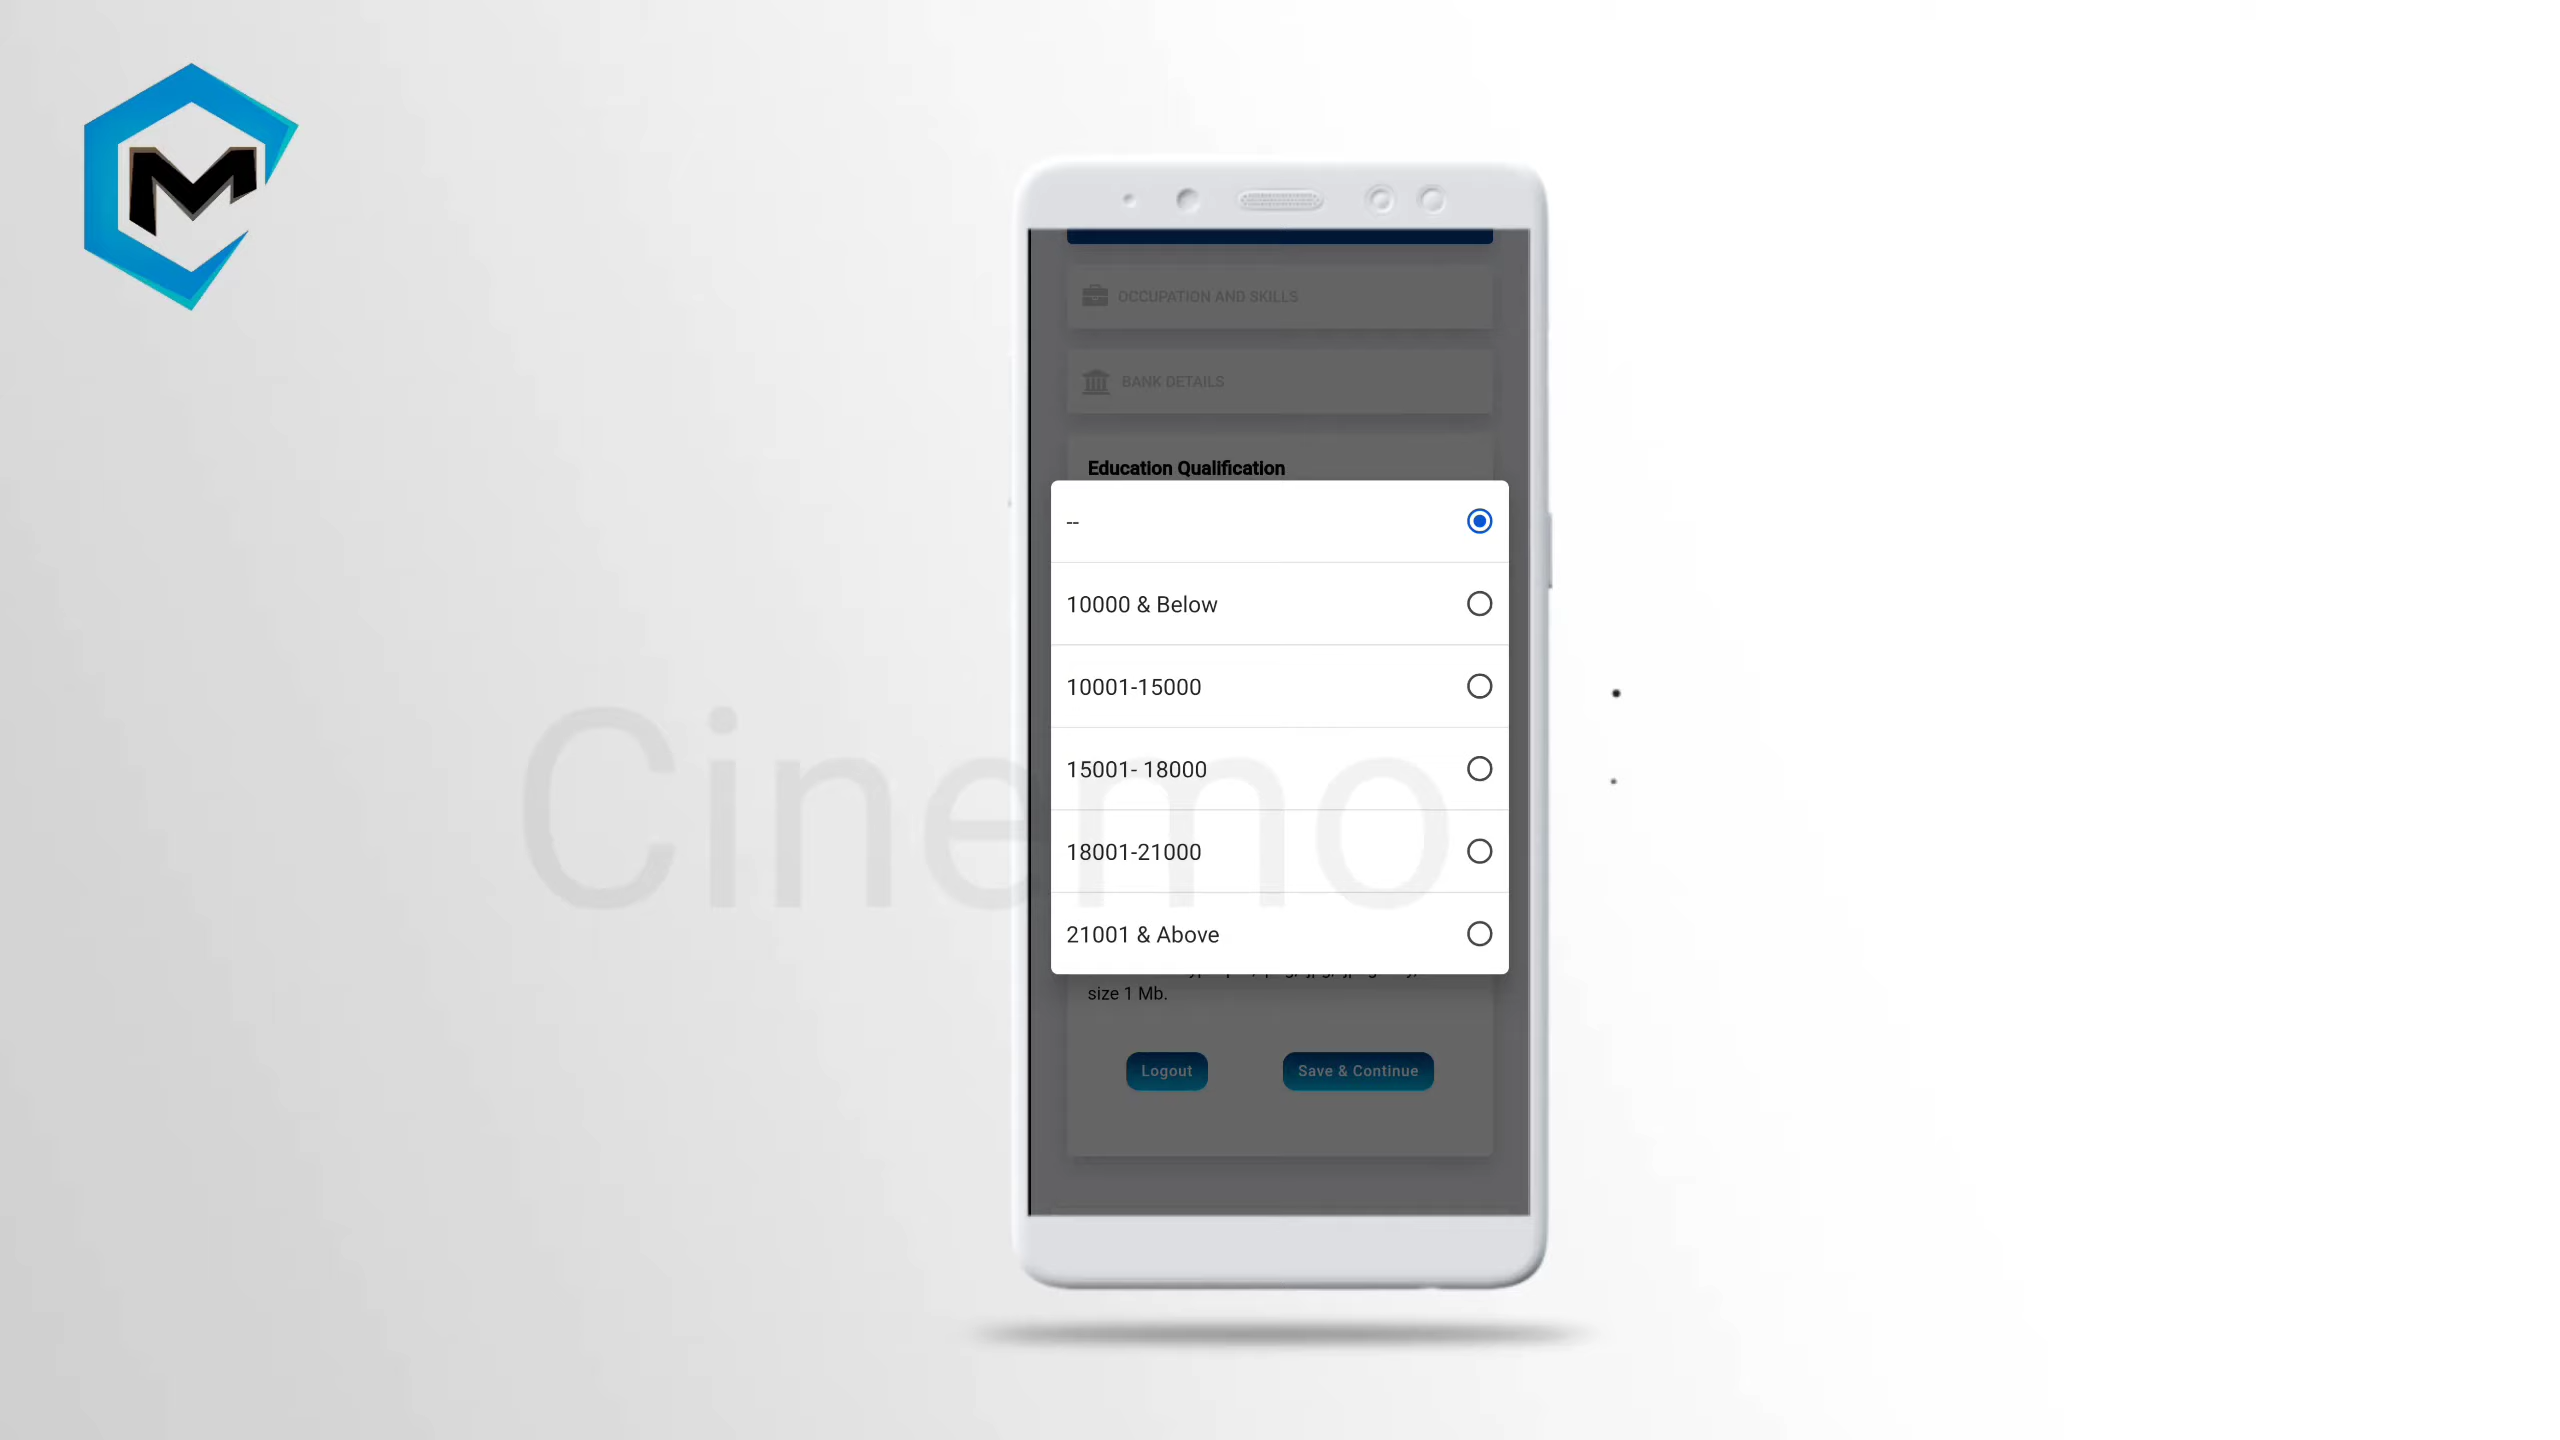 M
OCCUPATION AND SKILLS
BANK DETAILS
Education Qualification
--
10000 & Below
10001-15000
15001- 18000
18001-21000
21001 & Above
size 1 Mb.
Logout
Save & Continue
Cinemo